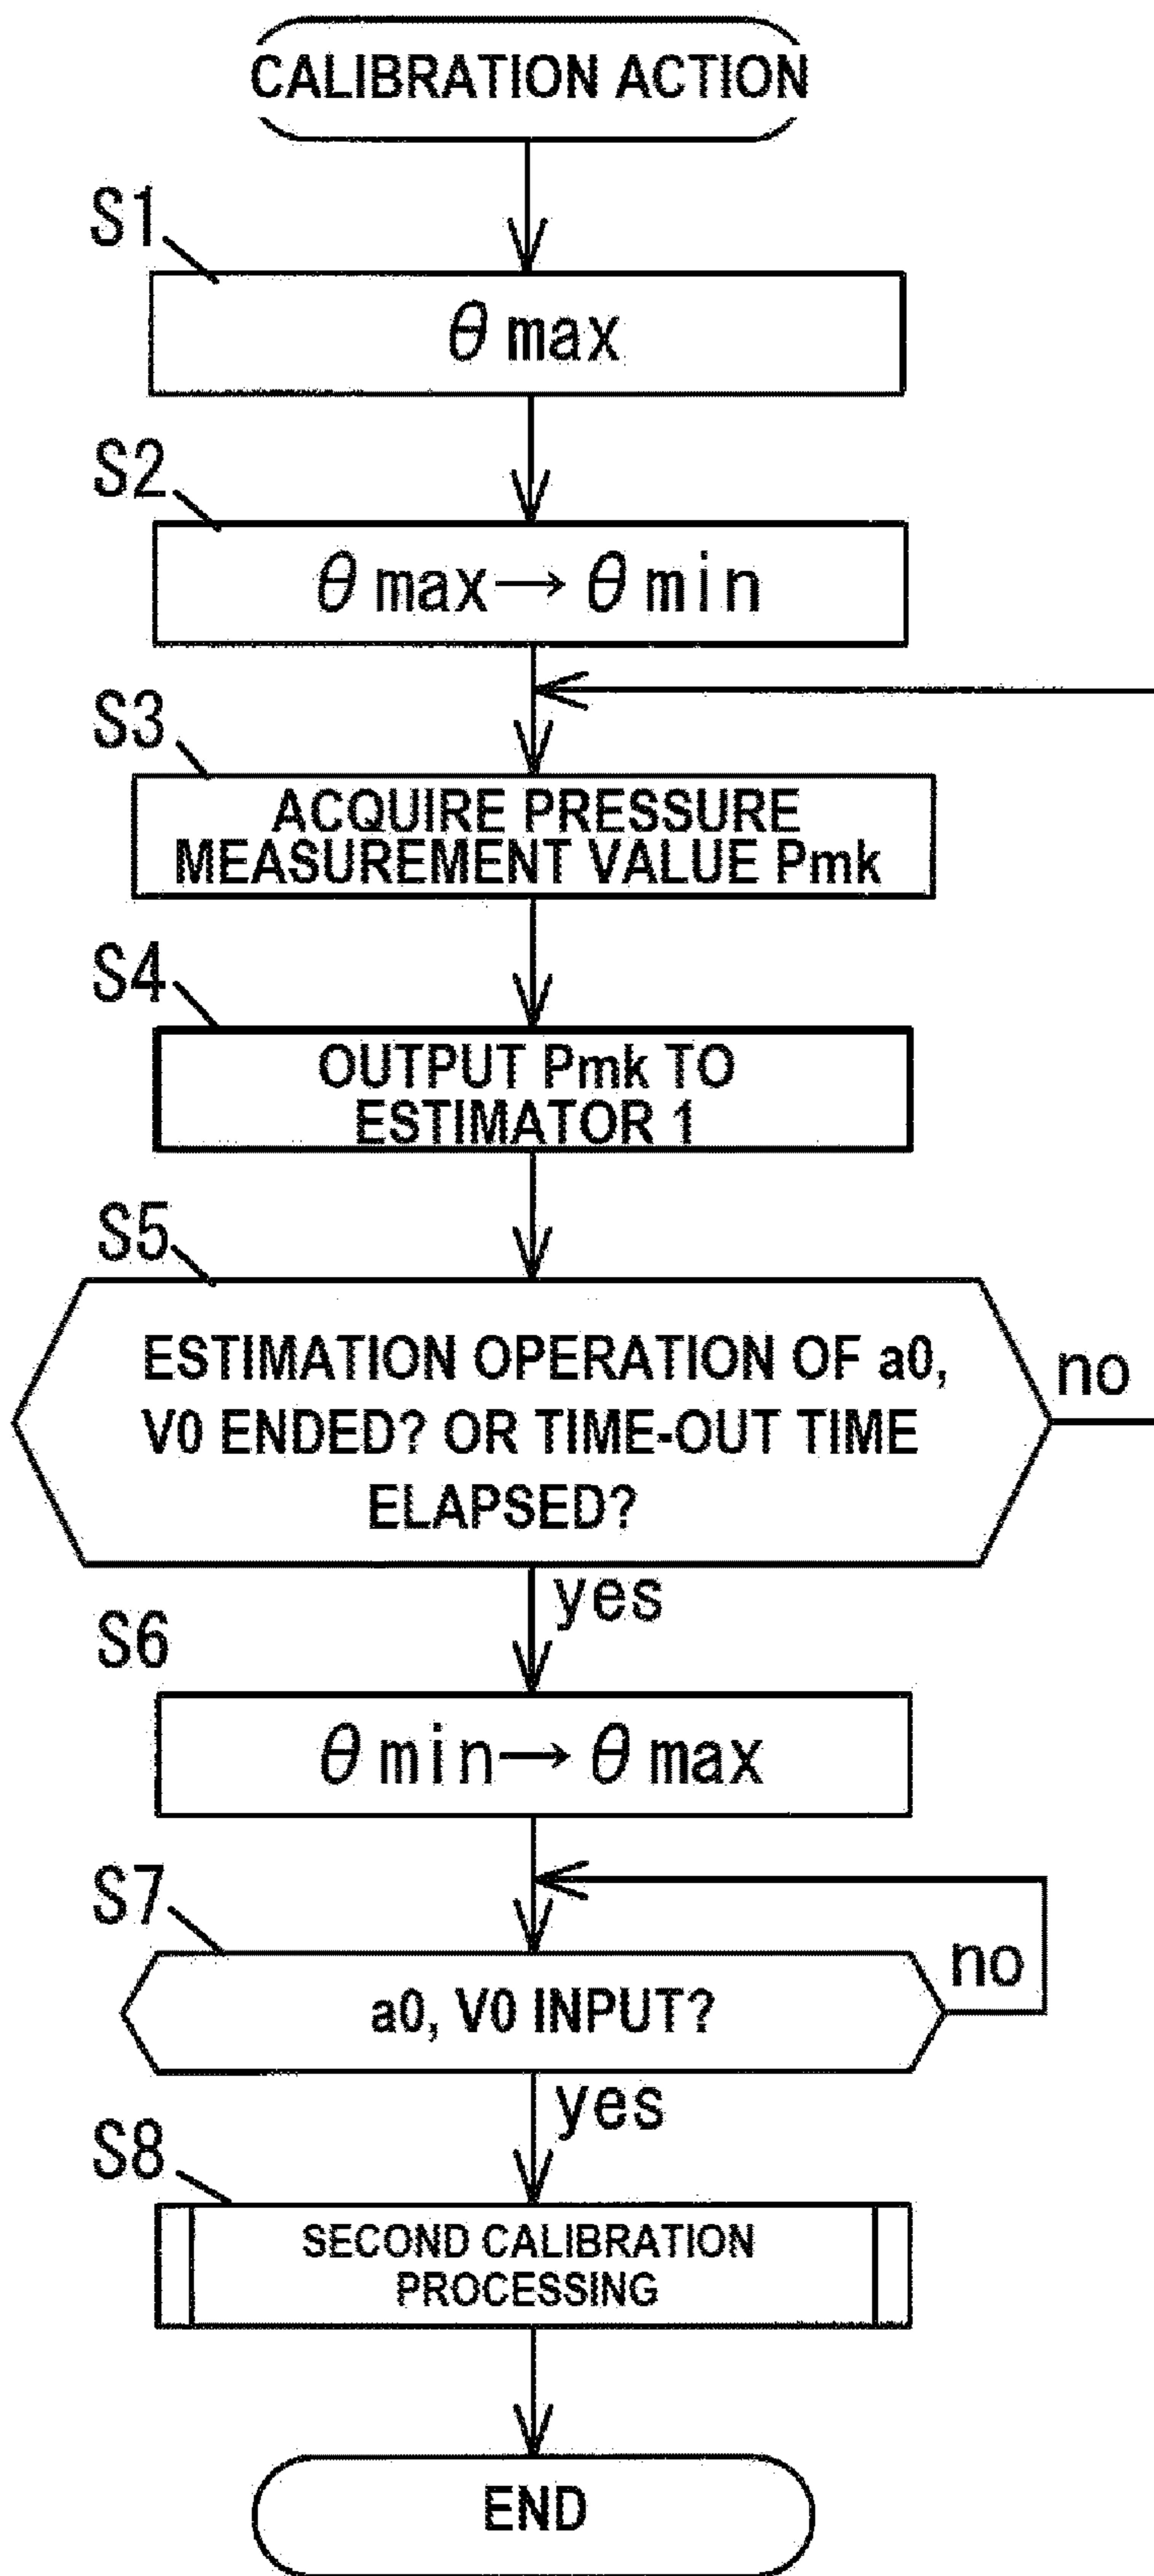 CALIBRATION ACTION
S1
θ max
S2
θ max→ θ min
S3
ACQUIRE PRESSURE
MEASUREMENT VALUE Pmk
S4
OUTPUT Pmk TO
ESTIMATOR 1
S5
ESTIMATION OPERATION OF a0,
V0 ENDED? OR TIME-OUT TIME
ELAPSED?
no
yes
S6
θ min→ θ max
S7
a0, V0 INPUT?
no
yes
S8
SECOND CALIBRATION
PROCESSING
END